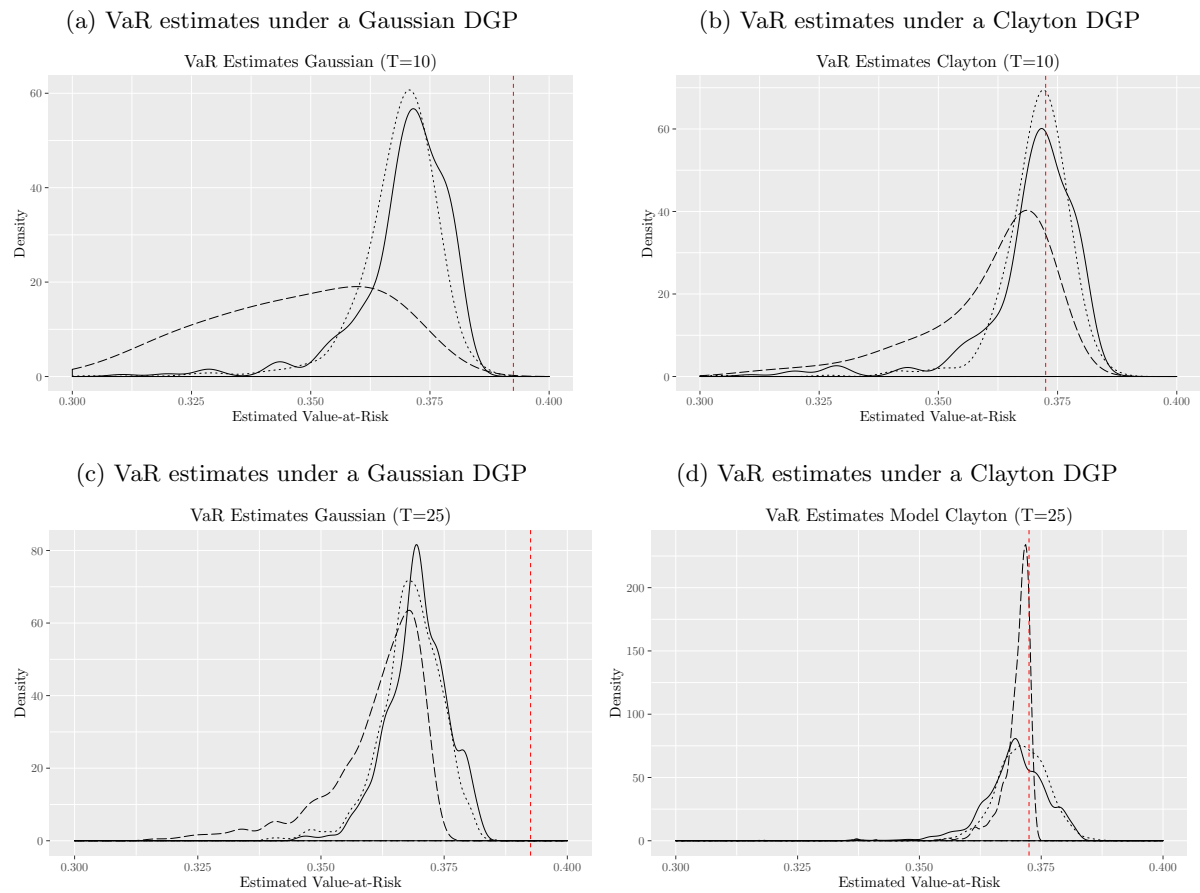 (a) VaR estimates under a Gaussian DGP
VaR Estimates Gaussian (T=10)
60
40
20
0
Density
0.300 0.325 0.350 0.375 0.400
Estimated Value-at-Risk
(b) VaR estimates under a Clayton DGP
VaR Estimates Clayton (T=10)
60
40
20
0
Density
0.300 0.325 0.350 0.375 0.400
Estimated Value-at-Risk
(c) VaR estimates under a Gaussian DGP
VaR Estimates Gaussian (T=25)
80
60
40
20
0
Density
0.300 0.325 0.350 0.375 0.400
Estimated Value-at-Risk
(d) VaR estimates under a Clayton DGP
VaR Estimates Model Clayton (T=25)
200
150
100
50
0
Density
0.300 0.325 0.350 0.375 0.400
Estimated Value-at-Risk